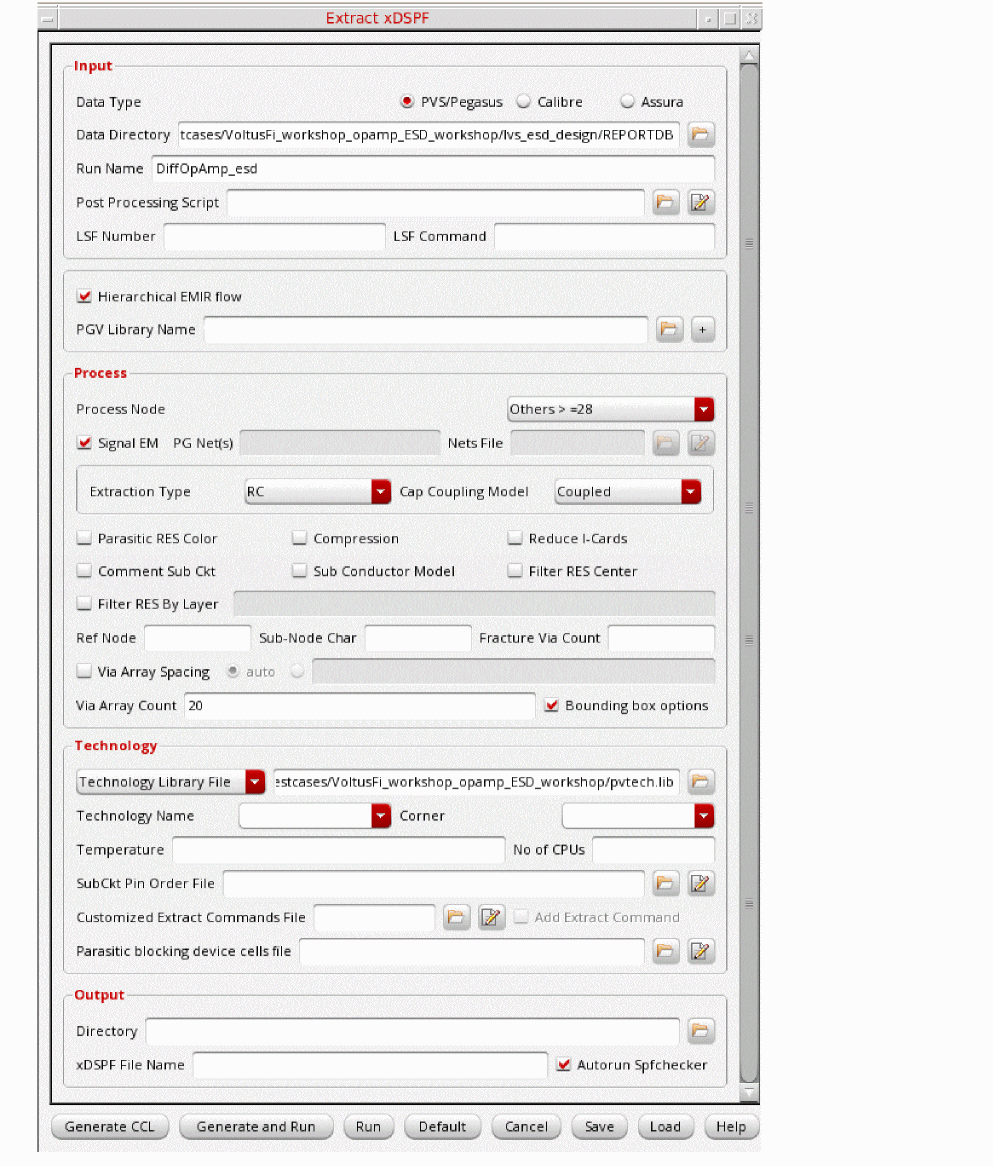 Extract xDSPF
Input
Data Type PVS/Pegasus Calibre Assura
Data Directory tcases/VoltusFi_workshop_opamp_ESD_workshop/lvs_esd_design/REPORTDB
Run Name DiffOpAmp_esd
Post Processing Script
LSF Number LSF Command
Hierarchical EMIR flow
PGV Library Name +
Process
Process Node Others > =28
Signal EM PG Net(s) Nets File
Extraction Type RC Cap Coupling Model Coupled
Parasitic RES Color Compression Reduce I-Cards
Comment Sub Ckt Sub Conductor Model Filter RES Center
Filter RES By Layer
Ref Node Sub-Node Char Fracture Via Count
Via Array Spacing auto
Via Array Count 20 Bounding box options
Technology
Technology Library File estcases/VoltusFi_workshop_opamp_ESD_workshop/pvtech.lib
Technology Name Corner
Temperature No of CPUs
SubCkt Pin Order File
Customized Extract Commands File Add Extract Command
Parasitic blocking device cells file
Output
Directory
xDSPF File Name Autorun Spfchecker
Generate CCL Generate and Run Run Default Cancel Save Load Help